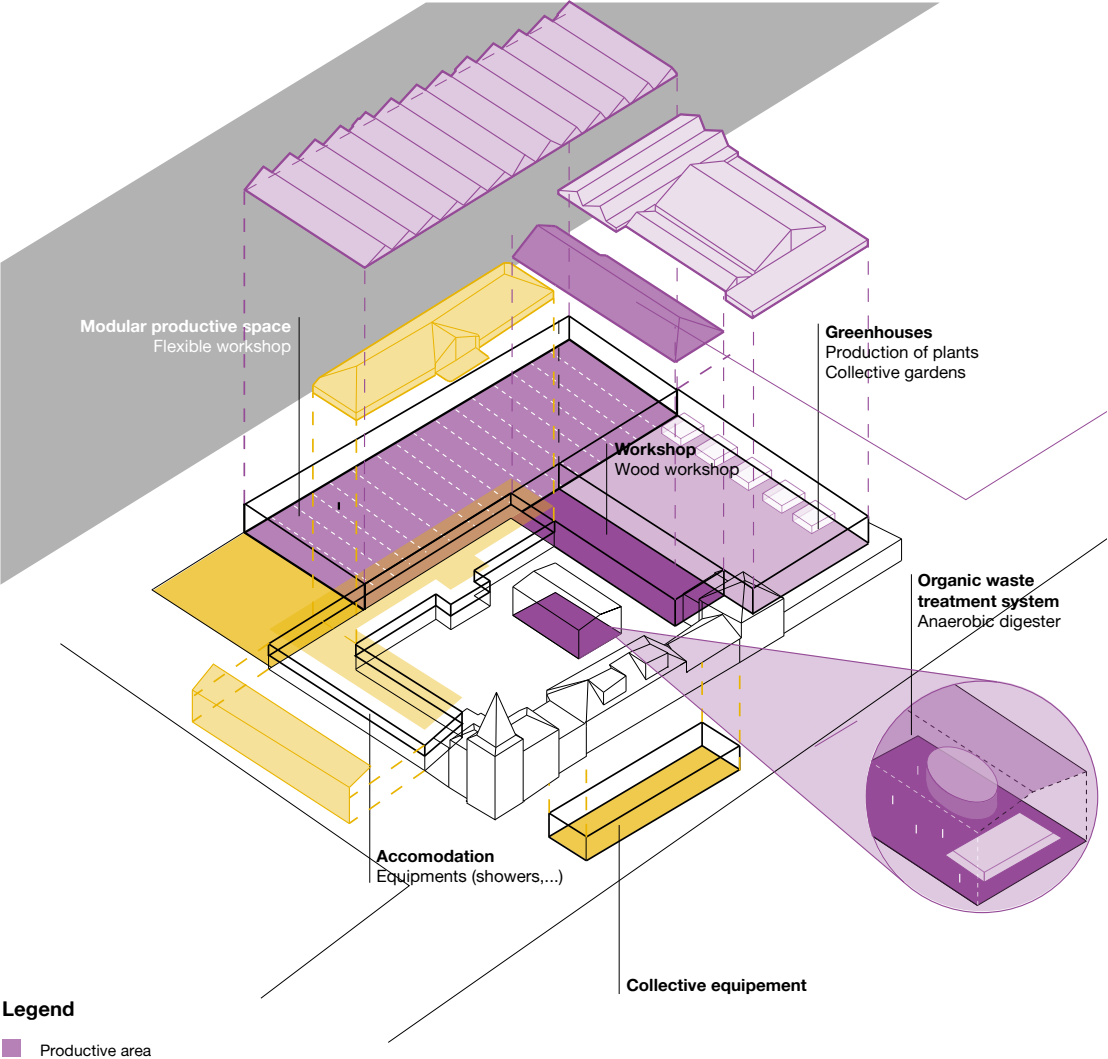 Modular productive space
Flexible workshop
Greenhouses
Production of plants
Collective gardens
Workshop
Wood workshop
Organic waste
treatment system
Anaerobic digester
Accomodation
Equipments (showers,...)
Collective equipement
Legend
Productive area